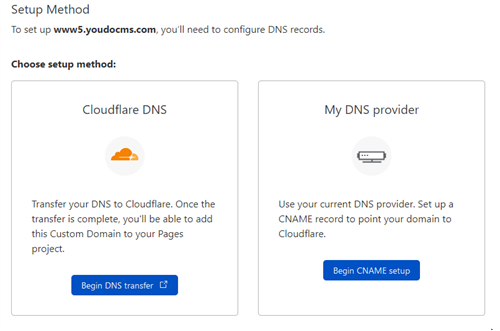 Setup Method
To set up www5.youdocms.com, you'll need to configure DNS records.
Choose setup method:
Cloudflare DNS
Transfer your DNS to Cloudflare. Once the
transfer is complete, you'll be able to add
this Custom Domain to your Pages
project.
Begin DNS transfer
My DNS provider
Use your current DNS provider. Set up a
CNAME record to point your domain to
Cloudflare.
Begin CNAME setup